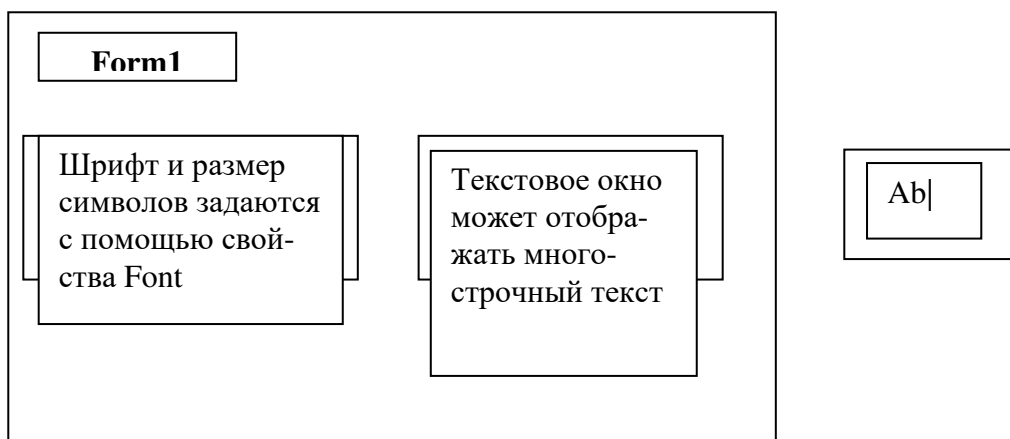 Form1
Шрифт и размер
символов задаются
с помощью свой-
ства Font
Текстовое окно
может отобра-
жать много-
строчный текст
Ab|